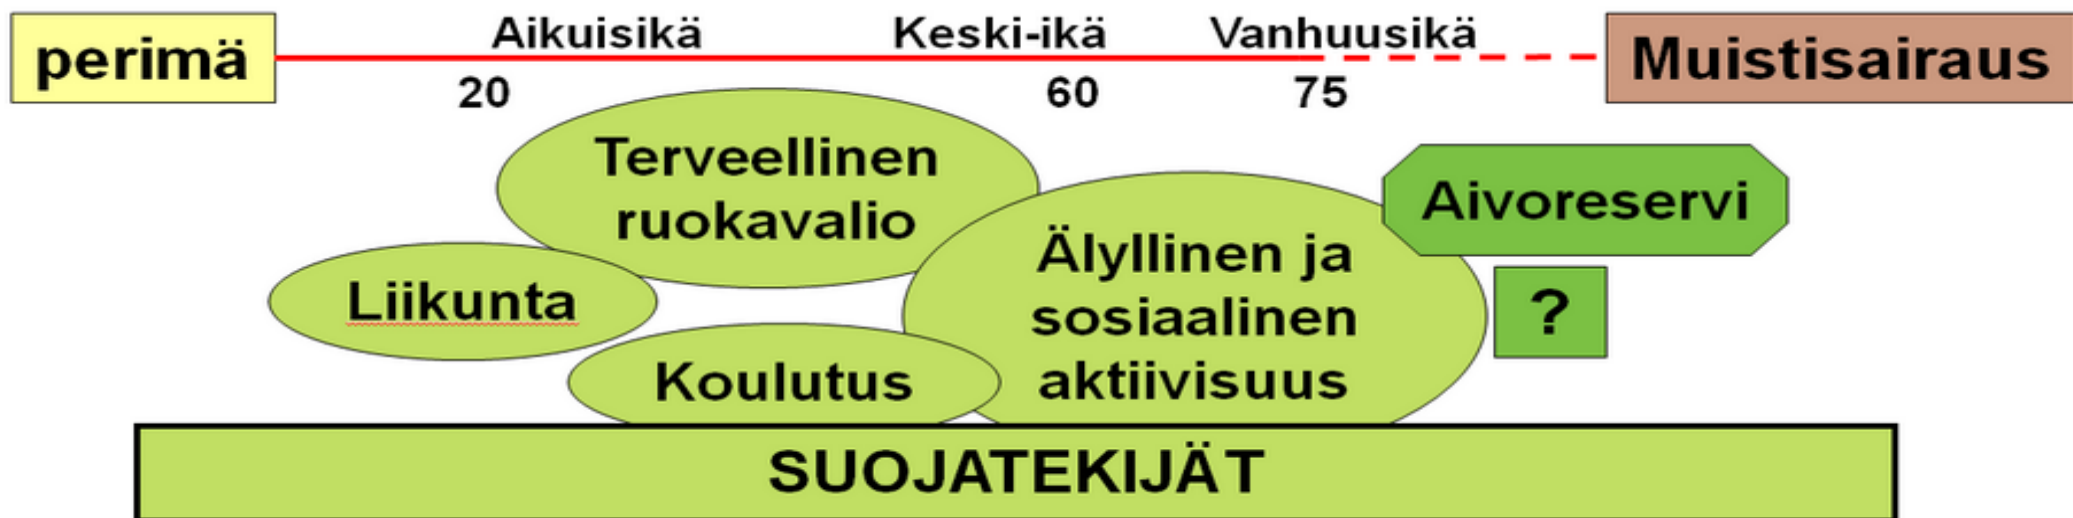 perimä
Aikuisikä
Keski-ikä
Vanhuusikä
Muistisairaus
20
60
75
Terveellinen
ruokavalio
Aivoreservi
Älyllinen ja
sosiaalinen
aktiivisuus
?
Liikunta
Koulutus
SUOJATEKIJÄT